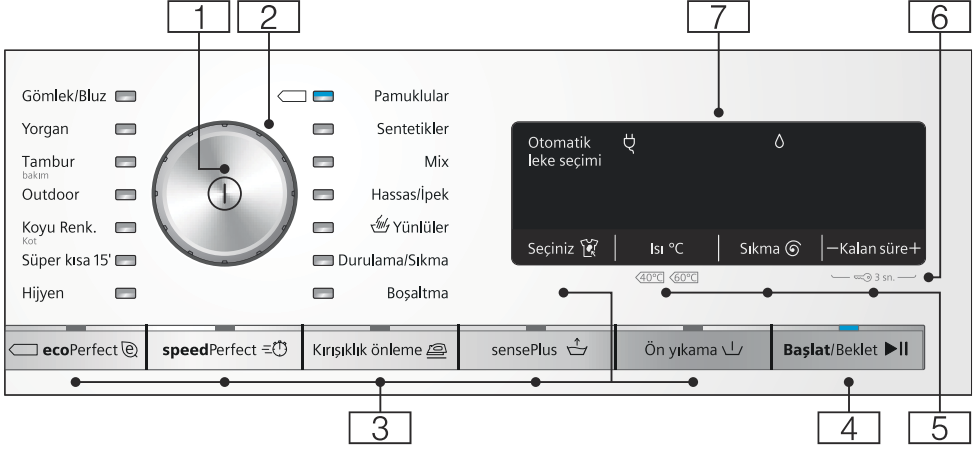 1
2
7
6
Gömlek/Bluz
Yorgan
Tambur
bakım
Outdoor
Koyu Renk.
Kot
Süper kısa 15'
Hijyen
Pamuklular
Sentetikler
Mix
Hassas/İpek
Yünlüler
Durulama/Sıkma
Boşaltma
Otomatik
leke seçimi
Seçiniz
Isı °C
Sıkma
−Kalan süre+
40°C 60°C
3 sn.
ecoPerfect e
speedPerfect
Kırışıklık önleme
sensePlus
Ön yıkama
Başlat/Beklet
3
4
5